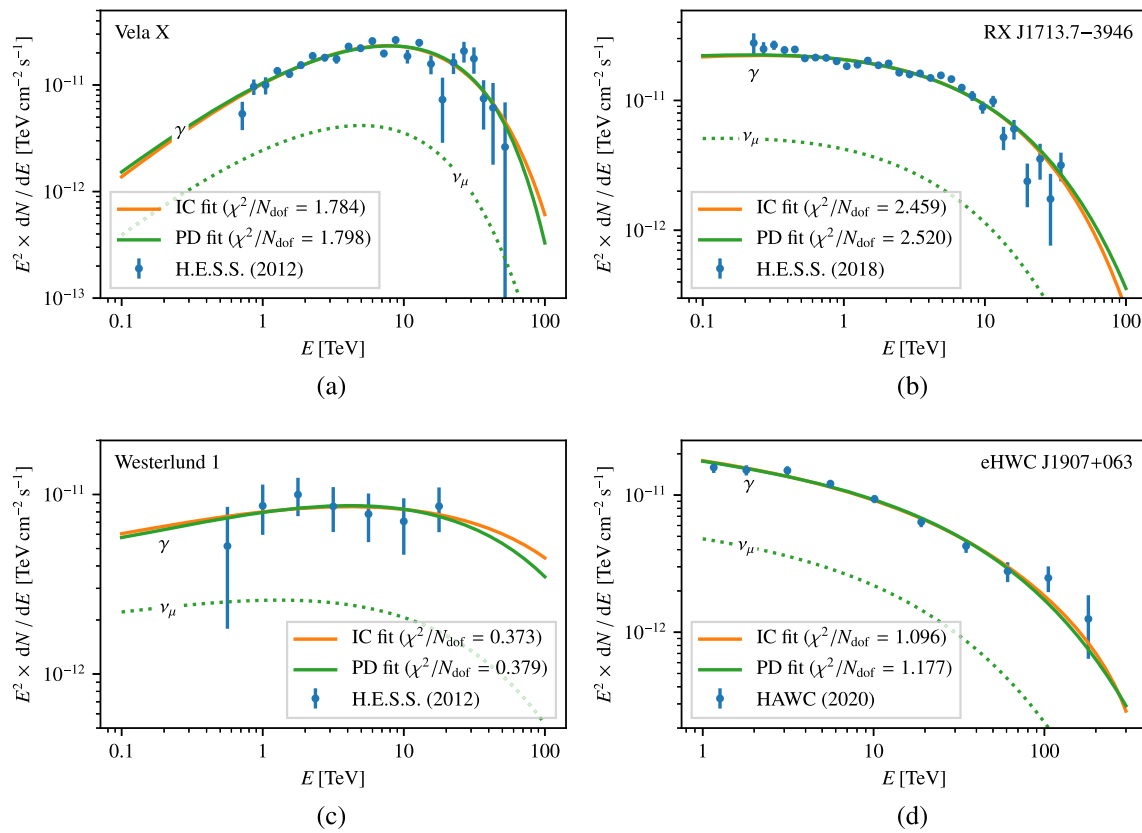 Vela X
γ
ν_μ
IC fit (χ²/N_dof = 1.784)
PD fit (χ²/N_dof = 1.798)
H.E.S.S. (2012)
E² × dN / dE [TeV cm⁻² s⁻¹]
10⁻¹¹
10⁻¹²
10⁻¹³
0.1 1 10 100
E [TeV]
(a)
RX J1713.7−3946
γ
ν_μ
IC fit (χ²/N_dof = 2.459)
PD fit (χ²/N_dof = 2.520)
H.E.S.S. (2018)
E² × dN / dE [TeV cm⁻² s⁻¹]
10⁻¹¹
10⁻¹²
0.1 1 10 100
E [TeV]
(b)
Westerlund 1
γ
ν_μ
IC fit (χ²/N_dof = 0.373)
PD fit (χ²/N_dof = 0.379)
H.E.S.S. (2012)
E² × dN / dE [TeV cm⁻² s⁻¹]
10⁻¹¹
10⁻¹²
0.1 1 10 100
E [TeV]
(c)
eHWC J1907+063
γ
ν_μ
IC fit (χ²/N_dof = 1.096)
PD fit (χ²/N_dof = 1.177)
HAWC (2020)
E² × dN / dE [TeV cm⁻² s⁻¹]
10⁻¹¹
10⁻¹²
1 10 100
E [TeV]
(d)